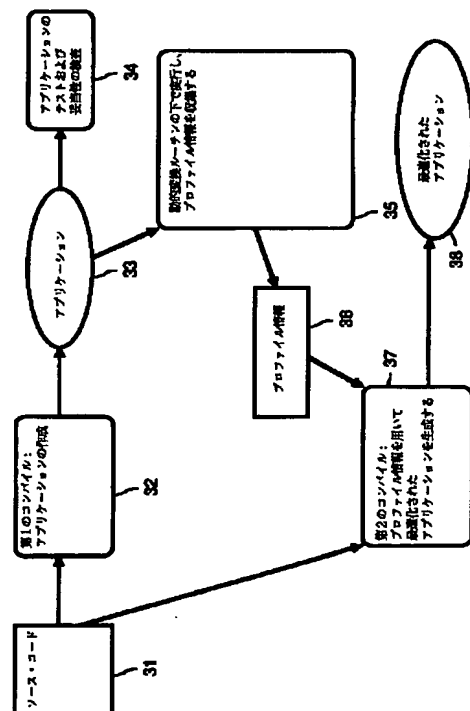 ソース・コード
31
第1のコンパイル：
アプリケーションの作成
32
アプリケーション
33
アプリケーションの
テストおよび
妥当性の検査
34
動的変換ルーチンの下で実行し、
プロファイル情報を収集する
35
プロファイル情報
36
第2のコンパイル：
プロファイル情報を用いて
最適化された
アプリケーションを生成する
37
最適化された
アプリケーション
38